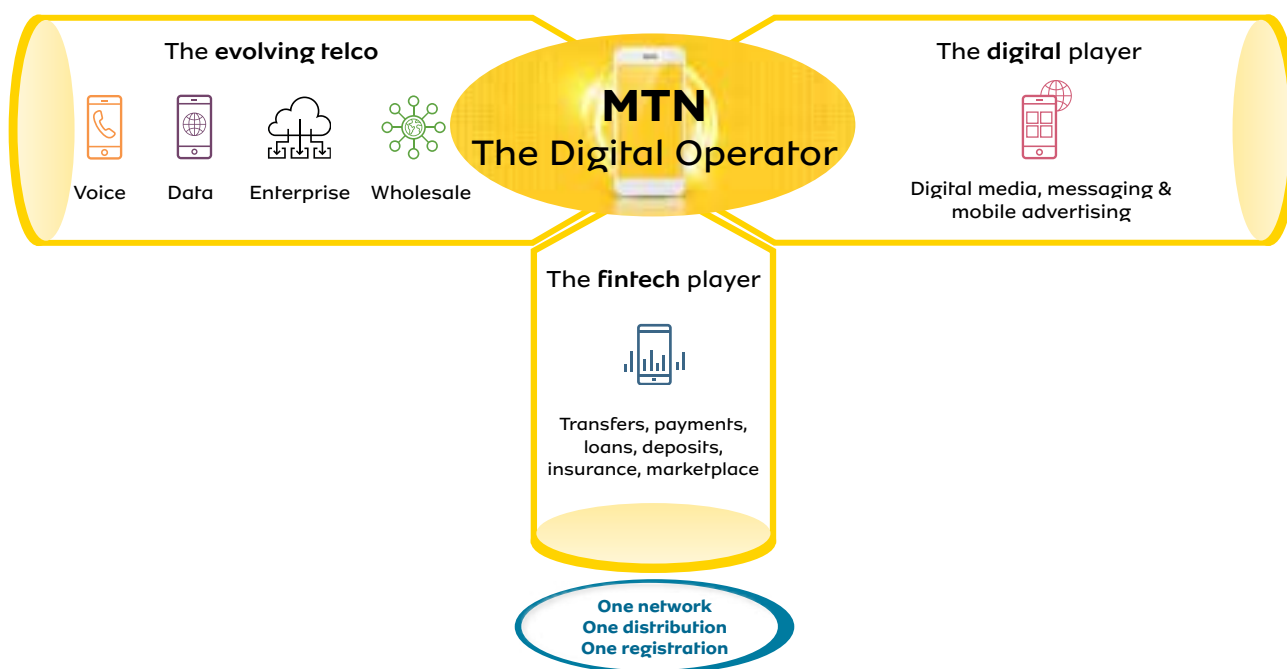 The evolving telco
Voice
Data
Enterprise
Wholesale
MTN
The Digital Operator
The digital player
Digital media, messaging &
mobile advertising
The fintech player
Transfers, payments,
loans, deposits,
insurance, marketplace
One network
One distribution
One registration